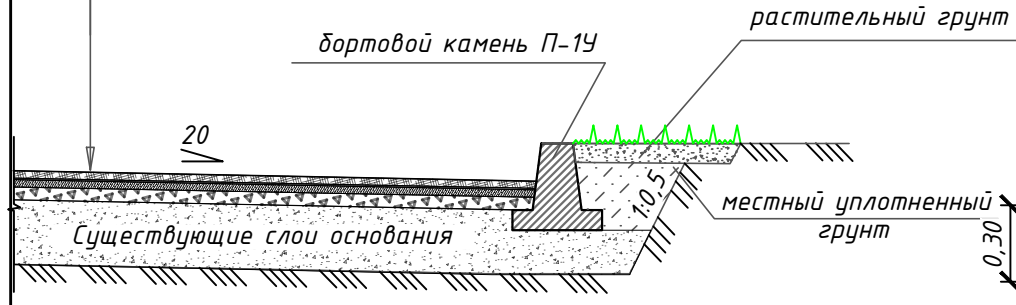 растительный грунт
бортовой камень П-1У
20
1:0,5
местный уплотненный
грунт
Существующие слои основания
0,30